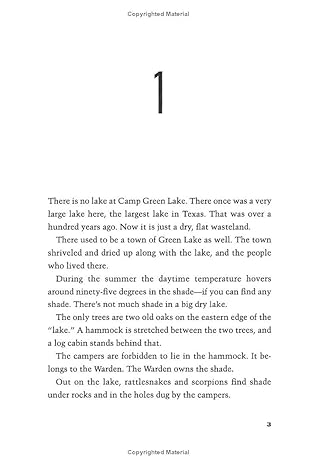 Copyrighted Material
1
There is no lake at Camp Green Lake. There once was a very
large lake here, the largest lake in Texas. That was over a
hundred years ago. Now it is just a dry, flat wasteland.
There used to be a town of Green Lake as well. The town
shriveled and dried up along with the lake, and the people
who lived there.
During the summer the daytime temperature hovers
around ninety-five degrees in the shade—if you can find any
shade. There's not much shade in a big dry lake.
The only trees are two old oaks on the eastern edge of the
"lake." A hammock is stretched between the two trees, and
a log cabin stands behind that.
The campers are forbidden to lie in the hammock. It be-
longs to the Warden. The Warden owns the shade.
Out on the lake, rattlesnakes and scorpions find shade
under rocks and in the holes dug by the campers.
3
Copyrighted Material